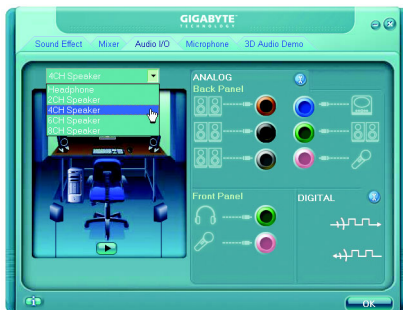 GIGABYTE
TECHNOLOGY
Sound Effect
Mixer
Audio I/O
Microphone
3D Audio Demo
4CH Speaker
Headphone
2CH Speaker
4CH Speaker
6CH Speaker
8CH Speaker
ANALOG
Back Panel
Front Panel
DIGITAL
OK